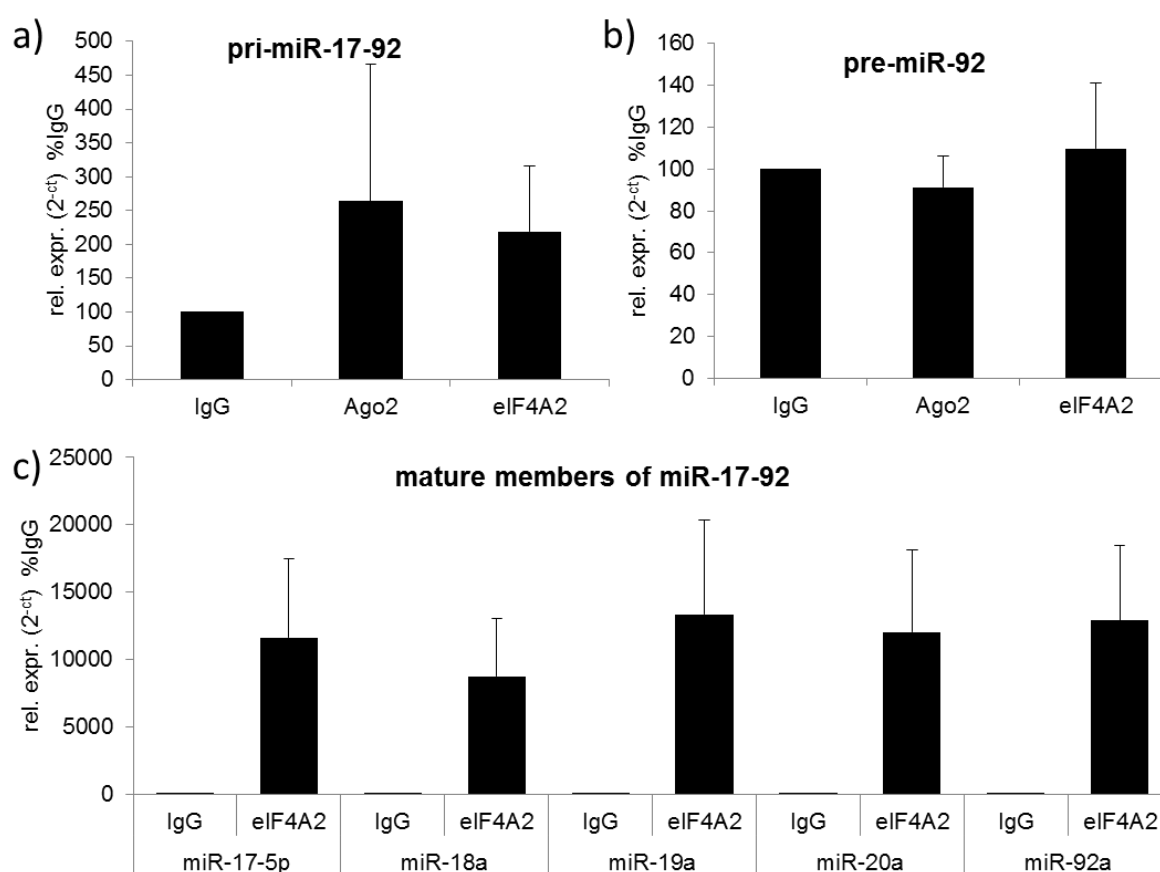 a)
pri-miR-17-92
rel. expr. (2-ct) %IgG
500
450
400
350
300
250
200
150
100
50
0
IgG Ago2 eIF4A2
b)
pre-miR-92
rel. expr. (2-ct) %IgG
160
140
120
100
80
60
40
20
0
IgG Ago2 eIF4A2
c)
mature members of miR-17-92
rel. expr. (2-ct) %IgG
25000
20000
15000
10000
5000
0
IgG eIF4A2 IgG eIF4A2 IgG eIF4A2 IgG eIF4A2 IgG eIF4A2
miR-17-5p miR-18a miR-19a miR-20a miR-92a